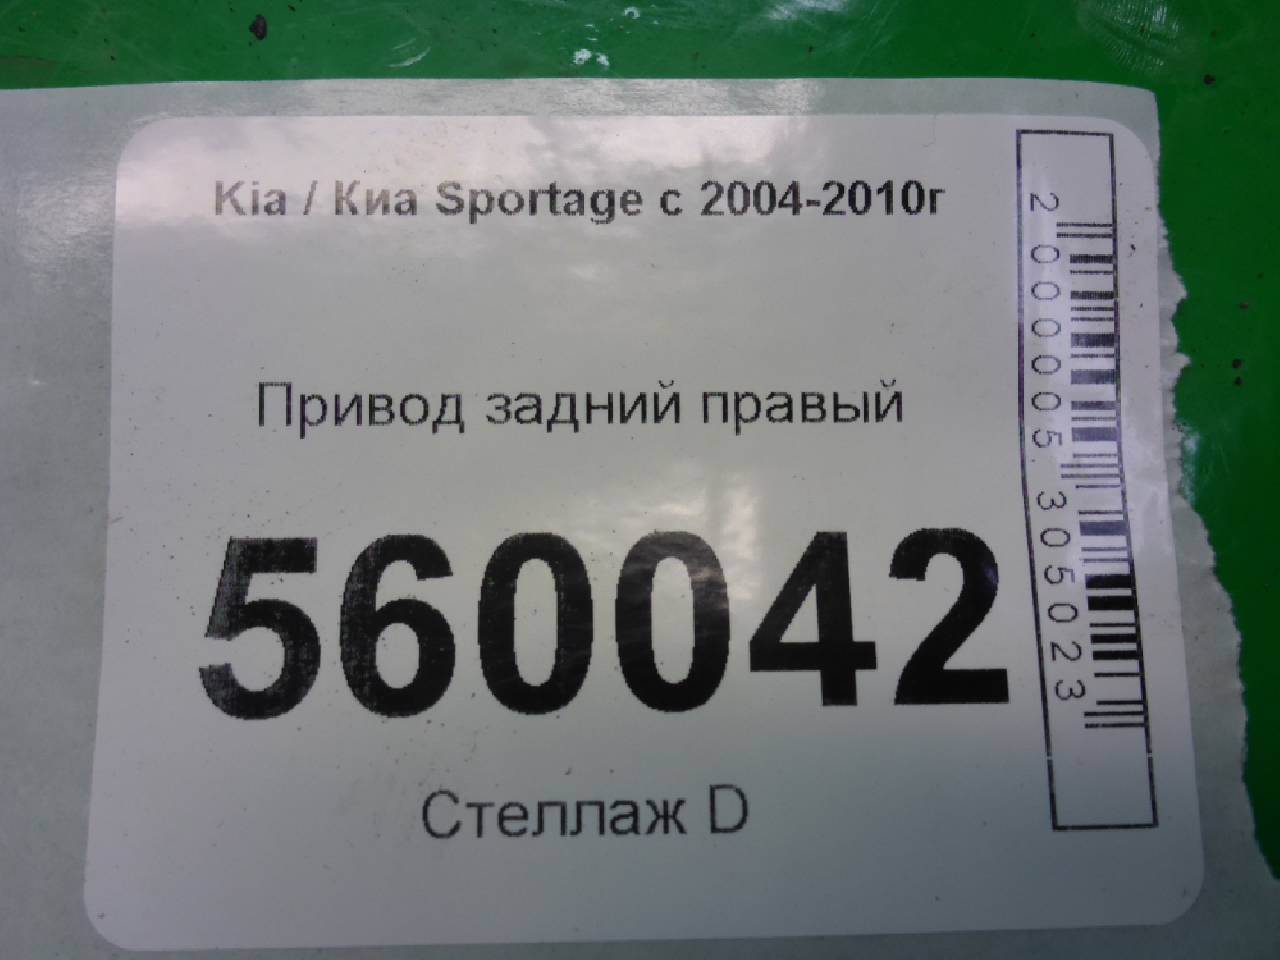 Kia / Киа Sportage с 2004-2010г
Привод задний правый
560042
Стеллаж D
2000005305023